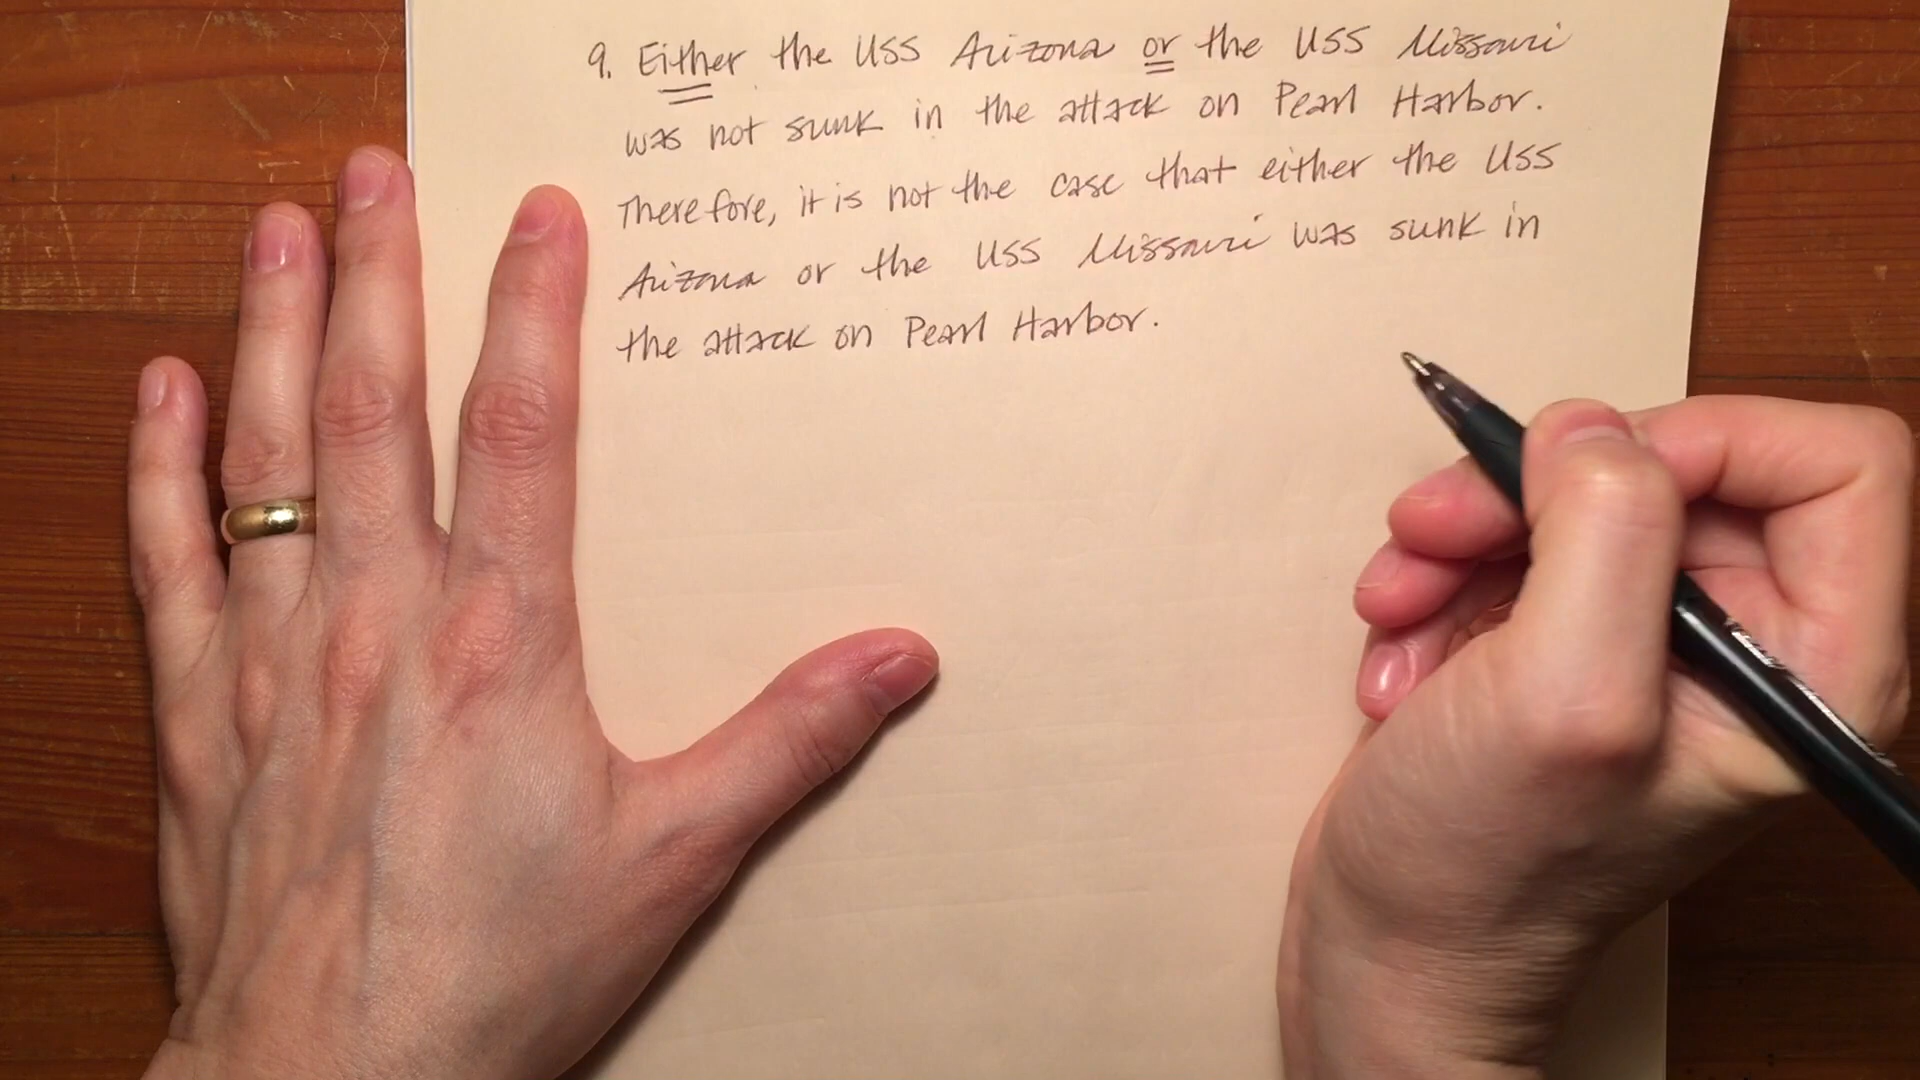 9. Either the USS Arizona or the USS Missouri
was not sunk in the attack on Pearl Harbor.
Therefore, it is not the case that either the USS
Arizona or the USS Missouri was sunk in
the attack on Pearl Harbor.